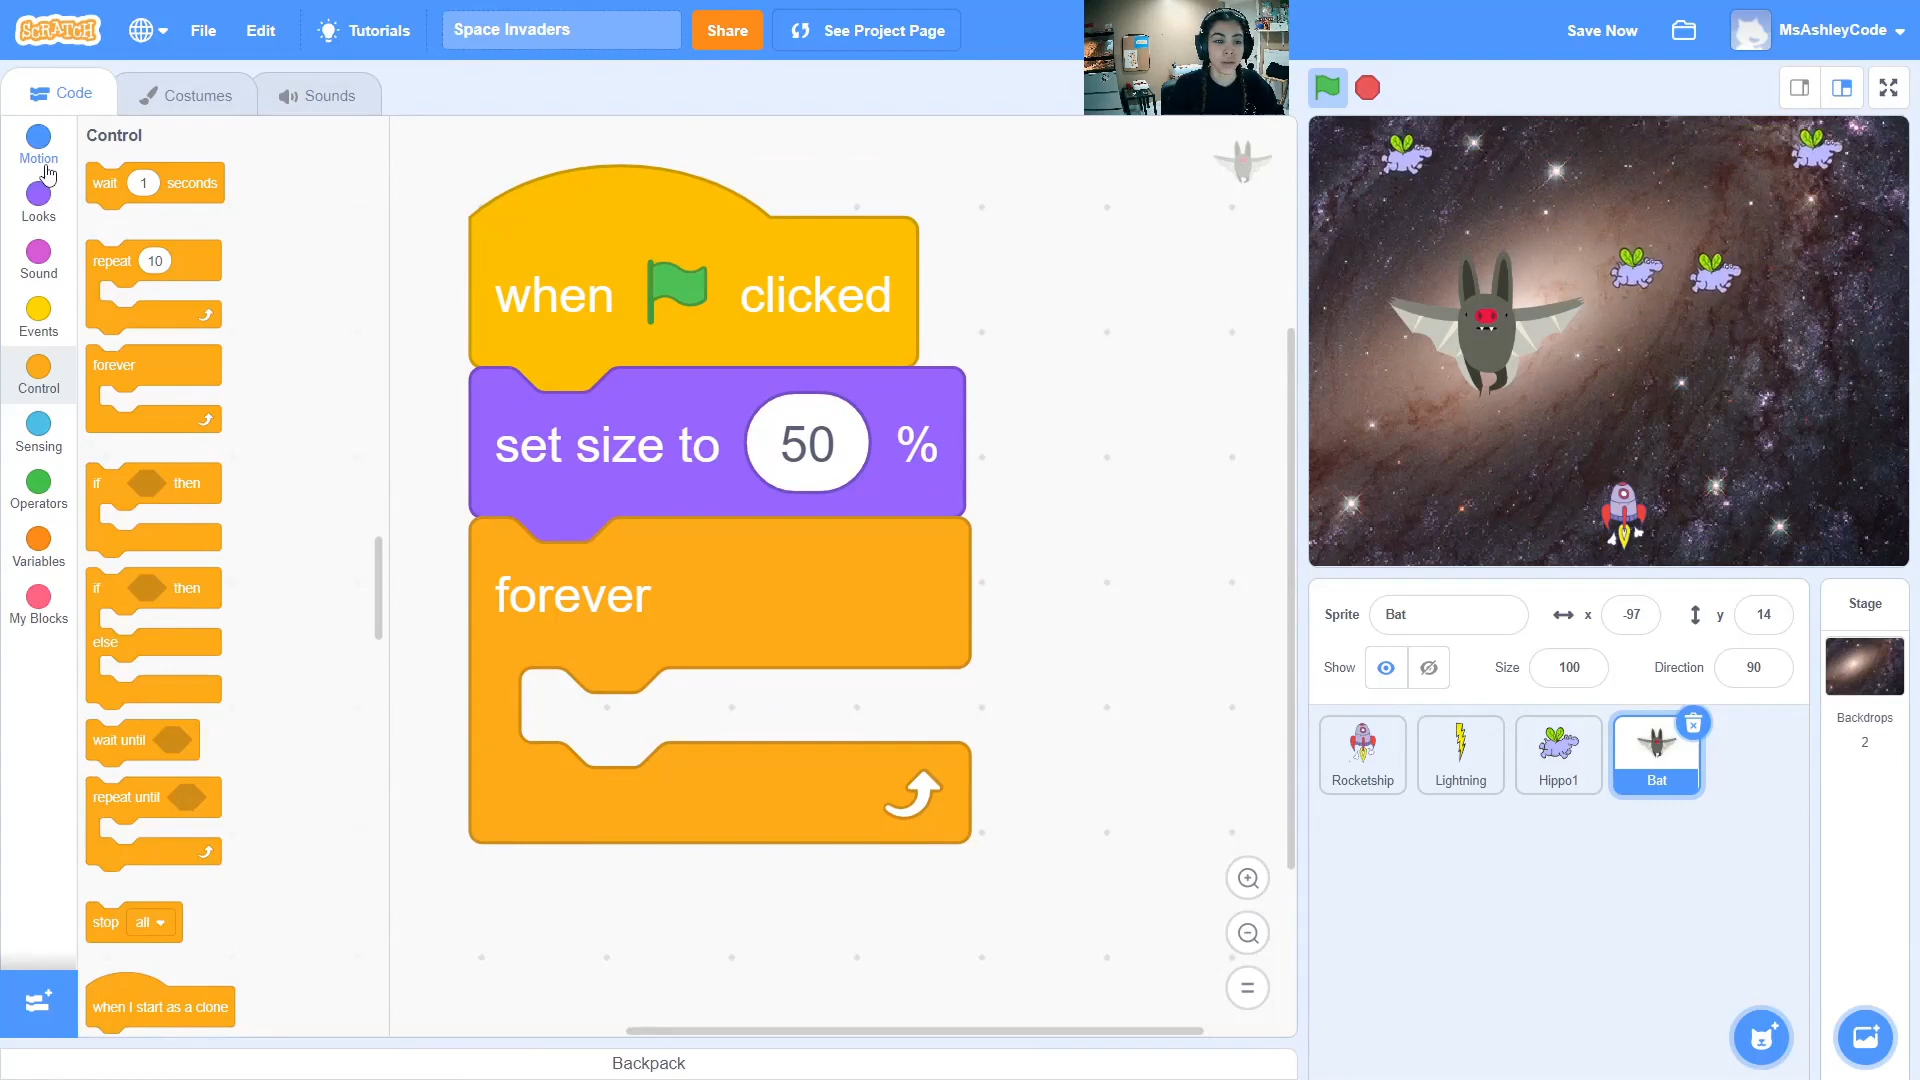 SCRATCH
File
Edit
Tutorials
Space Invaders
Share
See Project Page
Save Now
MsAshleyCode
Code
Costumes
Sounds
Motion
Looks
Sound
Events
Control
Sensing
Operators
Variables
My Blocks
Control
wait 1 seconds
repeat 10
forever
if then
if then
else
wait until
repeat until
stop all
when I start as a clone
when clicked
set size to 50 %
forever
Sprite Bat x -97 y 14
Show Size 100 Direction 90
Rocketship
Lightning
Hippo1
Bat
Stage
Backdrops
2
Backpack